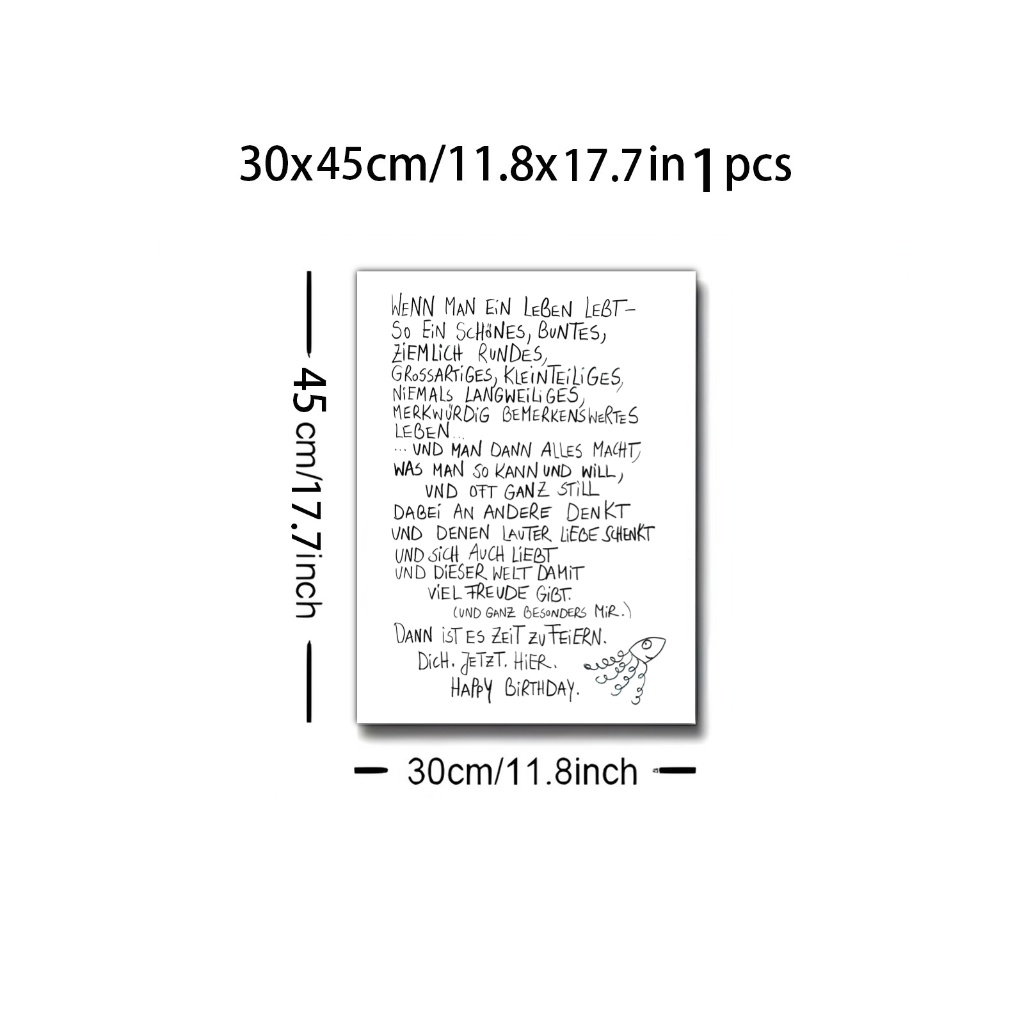 30x45cm/11.8x17.7in 1 pcs
45cm/17.7inch
WENN MAN EIN LEBEN LEBT–
SO EIN SCHÖNES, BUNTES,
ZIEMLICH RUNDES,
GROSSARTIGES, KLEINTEILIGES,
NIEMALS LANGWEILIGES,
MERKWÜRDIG BEMERKENSWERTES
LEBEN...
...UND MAN DANN ALLES MACHT,
WAS MAN SO KANN UND WILL,
UND OFT GANZ STILL
DABEI AN ANDERE DENKT
UND DENEN LAUTER LIEBE SCHENKT
UND SICH AUCH LIEBT
UND DIESER WELT DAMIT
VIEL FREUDE GIBT.
(UND GANZ BESONDERS MIR.)
DANN IST ES ZEIT ZU FEIERN.
DICH. JETZT. HIER.
HAPPY BIRTHDAY.
30cm/11.8inch